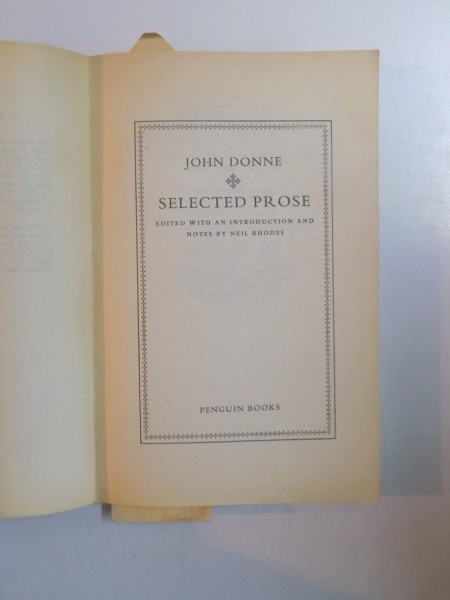 JOHN DONNE
SELECTED PROSE
EDITED WITH AN INTRODUCTION AND
NOTES BY NEIL RHODES
PENGUIN BOOKS